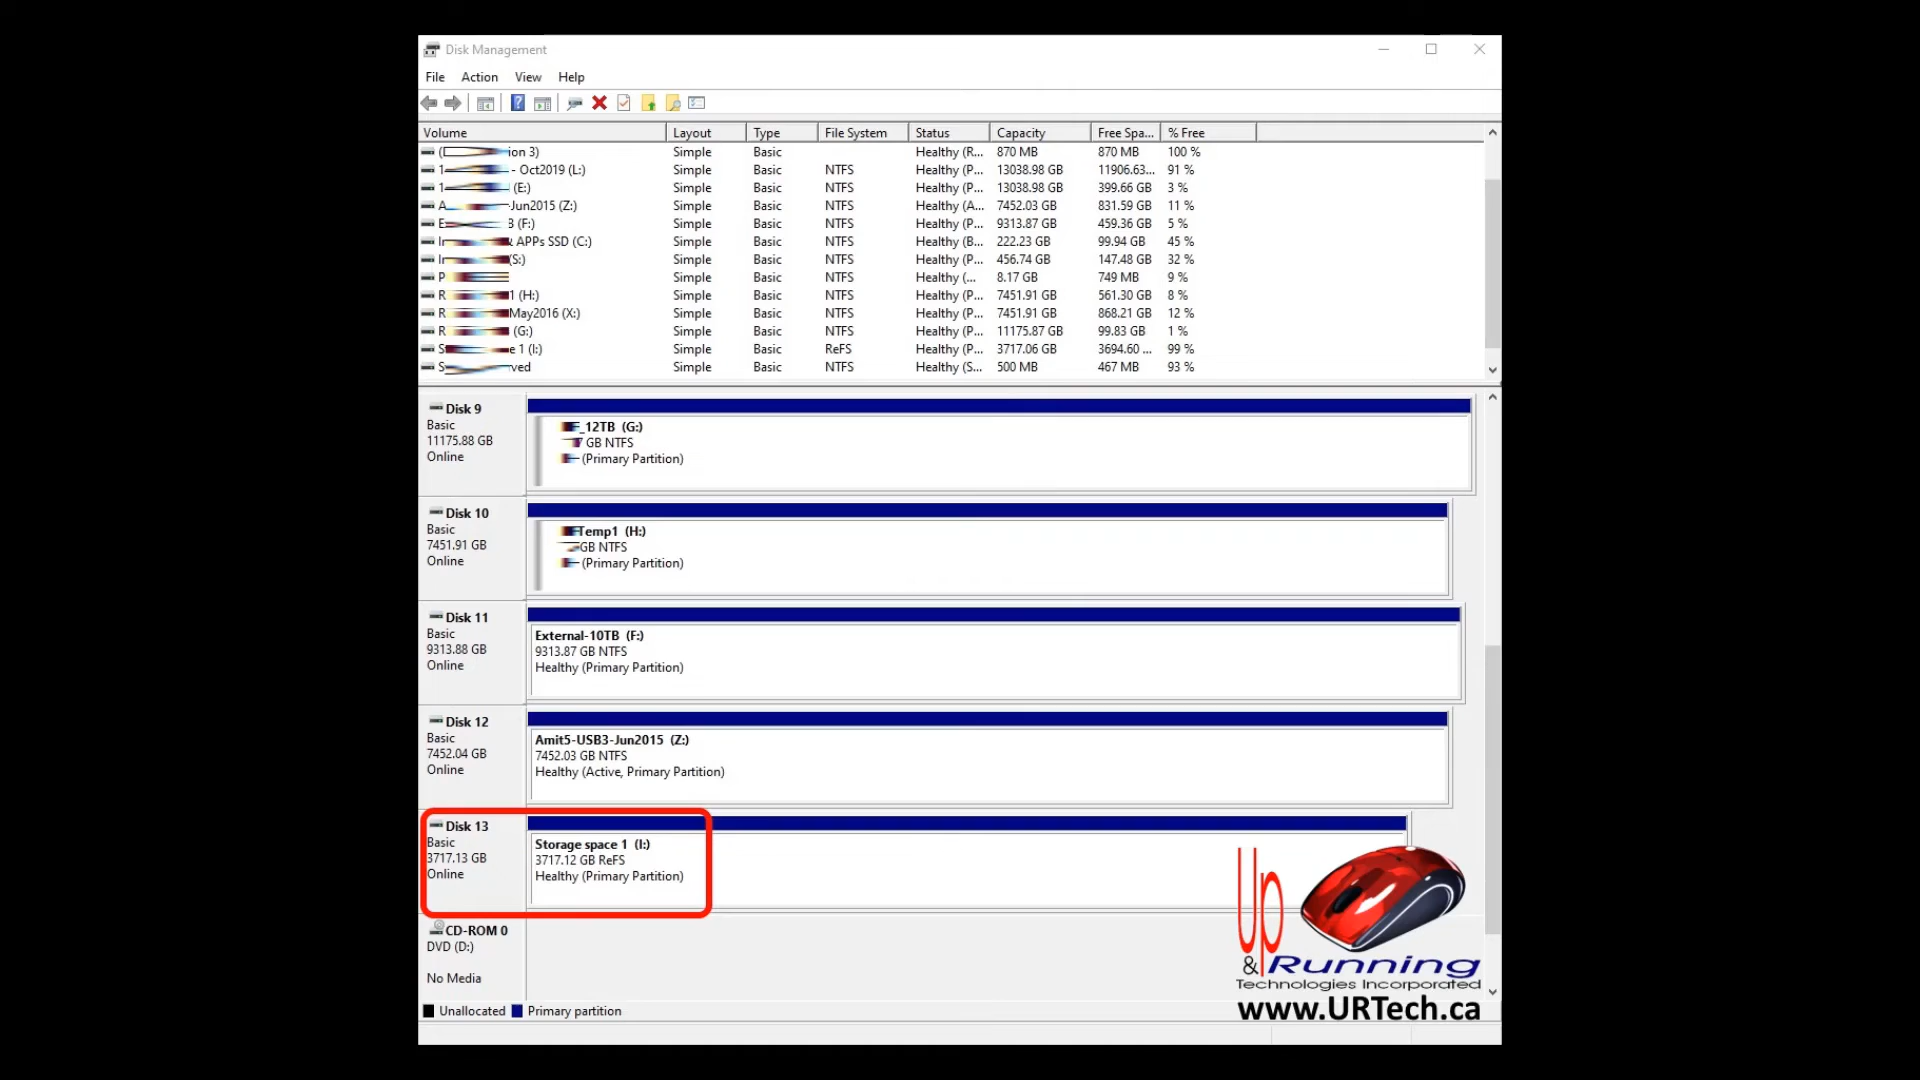 Disk Management
File Action View Help
Volume Layout Type File System Status Capacity Free Spa... % Free
ion 3) Simple Basic Healthy (R... 870 MB 870 MB 100 %
- Oct2019 (L:) Simple Basic NTFS Healthy (P... 13038.98 GB 11906.63... 91 %
(E:) Simple Basic NTFS Healthy (P... 13038.98 GB 399.66 GB 3 %
Jun2015 (Z:) Simple Basic NTFS Healthy (A... 7452.03 GB 831.59 GB 11 %
(F:) Simple Basic NTFS Healthy (P... 9313.87 GB 459.36 GB 5 %
& APPs SSD (C:) Simple Basic NTFS Healthy (B... 222.23 GB 99.94 GB 45 %
(S:) Simple Basic NTFS Healthy (P... 456.74 GB 147.48 GB 32 %
P Simple Basic NTFS Healthy (... 8.17 GB 749 MB 9 %
R 1 (H:) Simple Basic NTFS Healthy (P... 7451.91 GB 561.30 GB 8 %
R May2016 (X:) Simple Basic NTFS Healthy (P... 7451.91 GB 868.21 GB 12 %
R (G:) Simple Basic NTFS Healthy (P... 11175.87 GB 99.83 GB 1 %
S e 1 (I:) Simple Basic ReFS Healthy (P... 3717.06 GB 3694.60 ... 99 %
S ved Simple Basic NTFS Healthy (S... 500 MB 467 MB 93 %
Disk 9
Basic
11175.88 GB
Online
_12TB (G:)
7 GB NTFS
(Primary Partition)
Disk 10
Basic
7451.91 GB
Online
Temp1 (H:)
GB NTFS
(Primary Partition)
Disk 11
Basic
9313.88 GB
Online
External-10TB (F:)
9313.87 GB NTFS
Healthy (Primary Partition)
Disk 12
Basic
7452.04 GB
Online
Amit5-USB3-Jun2015 (Z:)
7452.03 GB NTFS
Healthy (Active, Primary Partition)
Disk 13
Basic
3717.13 GB
Online
Storage space 1 (I:)
3717.12 GB ReFS
Healthy (Primary Partition)
CD-ROM 0
DVD (D:)
No Media
Unallocated Primary partition
Up
& Running
Technologies Incorporated
www.URTech.ca